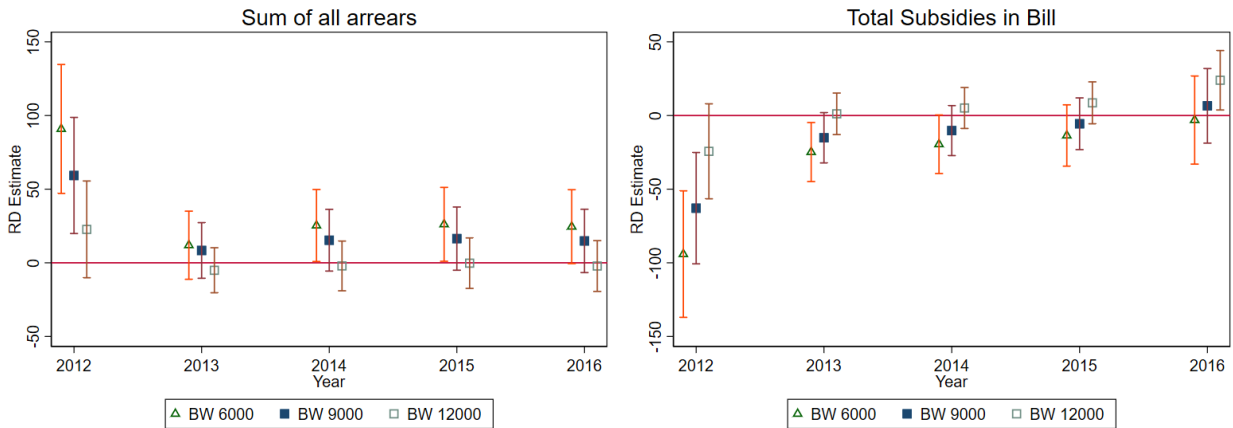 Sum of all arrears
150
100
50
0
-50
RD Estimate
2012 2013 2014 2015 2016
Year
BW 6000 BW 9000 BW 12000
Total Subsidies in Bill
50
0
-50
-100
-150
RD Estimate
2012 2013 2014 2015 2016
Year
BW 6000 BW 9000 BW 12000